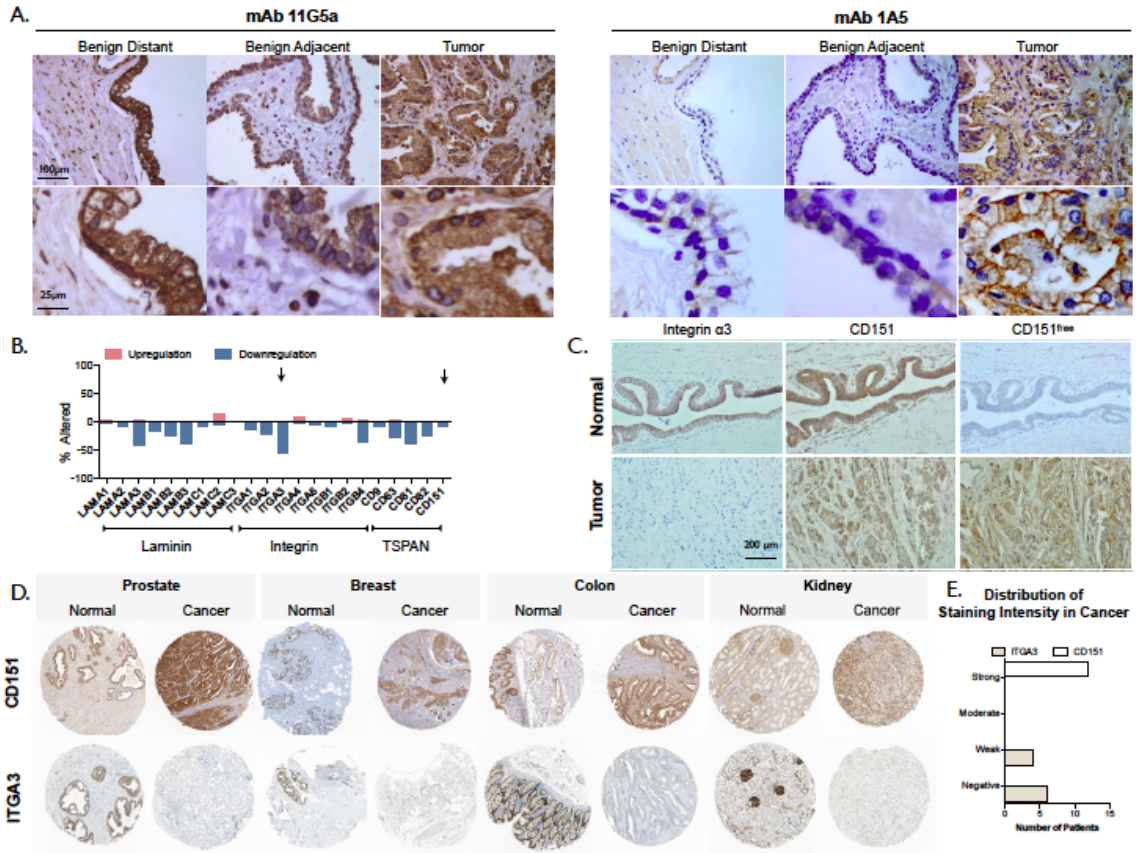 A.
mAb 11G5a
mAb 1A5
Benign Distant Benign Adjacent Tumor
Benign Distant Benign Adjacent Tumor
100μm
25μm
B.
Upregulation Downregulation
% Altered
100
50
0
-50
-100
LAMA1 LAMA2 LAMA3 LAMB1 LAMB2 LAMB3 LAMC1 LAMC2 LAMC3 ITGA1 ITGA2 ITGA3 ITGA4 ITGA6 ITGB1 ITGB2 ITGB4 CD9 CD63 CD81 CD82 CD151
Laminin Integrin TSPAN
C.
Integrin α3 CD151 CD151free
Normal
Tumor
200 μm
D.
Prostate Breast Colon Kidney
Normal Cancer Normal Cancer Normal Cancer Normal Cancer
CD151
ITGA3
E.
Distribution of
Staining Intensity in Cancer
ITGA3 CD151
Strong
Moderate
Weak
Negative
0 5 10 15
Number of Patients